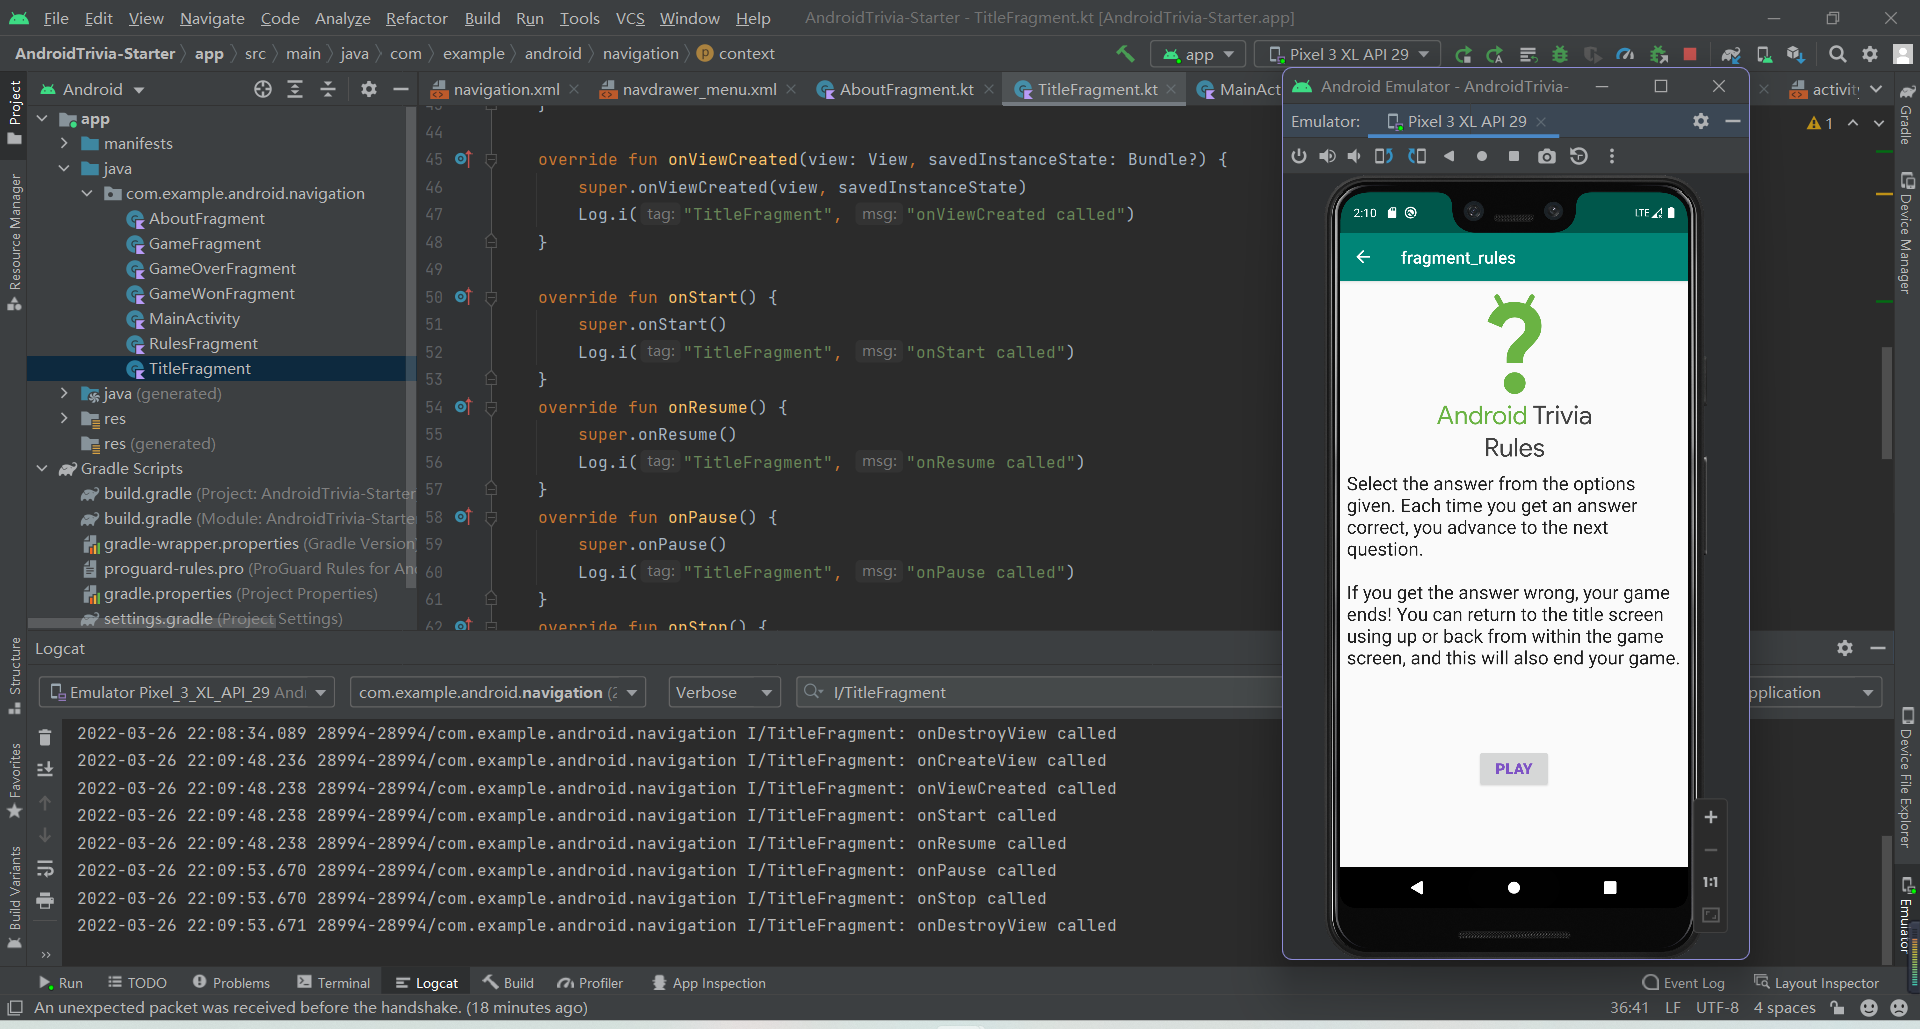 File Edit View Navigate Code Analyze Refactor Build Run Tools VCS Window Help AndroidTrivia-Starter - TitleFragment.kt [AndroidTrivia-Starter.app]
AndroidTrivia-Starter app src main java com example android navigation context
app Pixel 3 XL API 29
Android
navigation.xml navdrawer_menu.xml AboutFragment.kt TitleFragment.kt MainAct
Project
Resource Manager
Structure
Favorites
Build Variants
app
manifests
java
com.example.android.navigation
AboutFragment
GameFragment
GameOverFragment
GameWonFragment
MainActivity
RulesFragment
TitleFragment
java (generated)
res
res (generated)
Gradle Scripts
build.gradle (Project: AndroidTrivia-Starter
build.gradle (Module: AndroidTrivia-Starte
gradle-wrapper.properties (Gradle Version
proguard-rules.pro (ProGuard Rules for An
gradle.properties (Project Properties)
settings.gradle (Project Settings)
43 }
44
45 override fun onViewCreated(view: View, savedInstanceState: Bundle?) {
46 super.onViewCreated(view, savedInstanceState)
47 Log.i( tag: "TitleFragment", msg: "onViewCreated called")
48 }
49
50 override fun onStart() {
51 super.onStart()
52 Log.i( tag: "TitleFragment", msg: "onStart called")
53 }
54 override fun onResume() {
55 super.onResume()
56 Log.i( tag: "TitleFragment", msg: "onResume called")
57 }
58 override fun onPause() {
59 super.onPause()
60 Log.i( tag: "TitleFragment", msg: "onPause called")
61 }
62 override fun onStop() {
Android Emulator - AndroidTrivia-
Emulator: Pixel 3 XL API 29
2:10 LTE
fragment_rules
Android Trivia
Rules
Select the answer from the options
given. Each time you get an answer
correct, you advance to the next
question.
If you get the answer wrong, your game
ends! You can return to the title screen
using up or back from within the game
screen, and this will also end your game.
PLAY
1:1
activit
1
Gradle
Device Manager
Device File Explorer
Emulator
Logcat
Emulator Pixel_3_XL_API_29 And com.example.android.navigation (2 Verbose I/TitleFragment pplication
2022-03-26 22:08:34.089 28994-28994/com.example.android.navigation I/TitleFragment: onDestroyView called
2022-03-26 22:09:48.236 28994-28994/com.example.android.navigation I/TitleFragment: onCreateView called
2022-03-26 22:09:48.238 28994-28994/com.example.android.navigation I/TitleFragment: onViewCreated called
2022-03-26 22:09:48.238 28994-28994/com.example.android.navigation I/TitleFragment: onStart called
2022-03-26 22:09:48.238 28994-28994/com.example.android.navigation I/TitleFragment: onResume called
2022-03-26 22:09:53.670 28994-28994/com.example.android.navigation I/TitleFragment: onPause called
2022-03-26 22:09:53.670 28994-28994/com.example.android.navigation I/TitleFragment: onStop called
2022-03-26 22:09:53.671 28994-28994/com.example.android.navigation I/TitleFragment: onDestroyView called
Run TODO Problems Terminal Logcat Build Profiler App Inspection Event Log Layout Inspector
An unexpected packet was received before the handshake. (18 minutes ago) 36:41 LF UTF-8 4 spaces